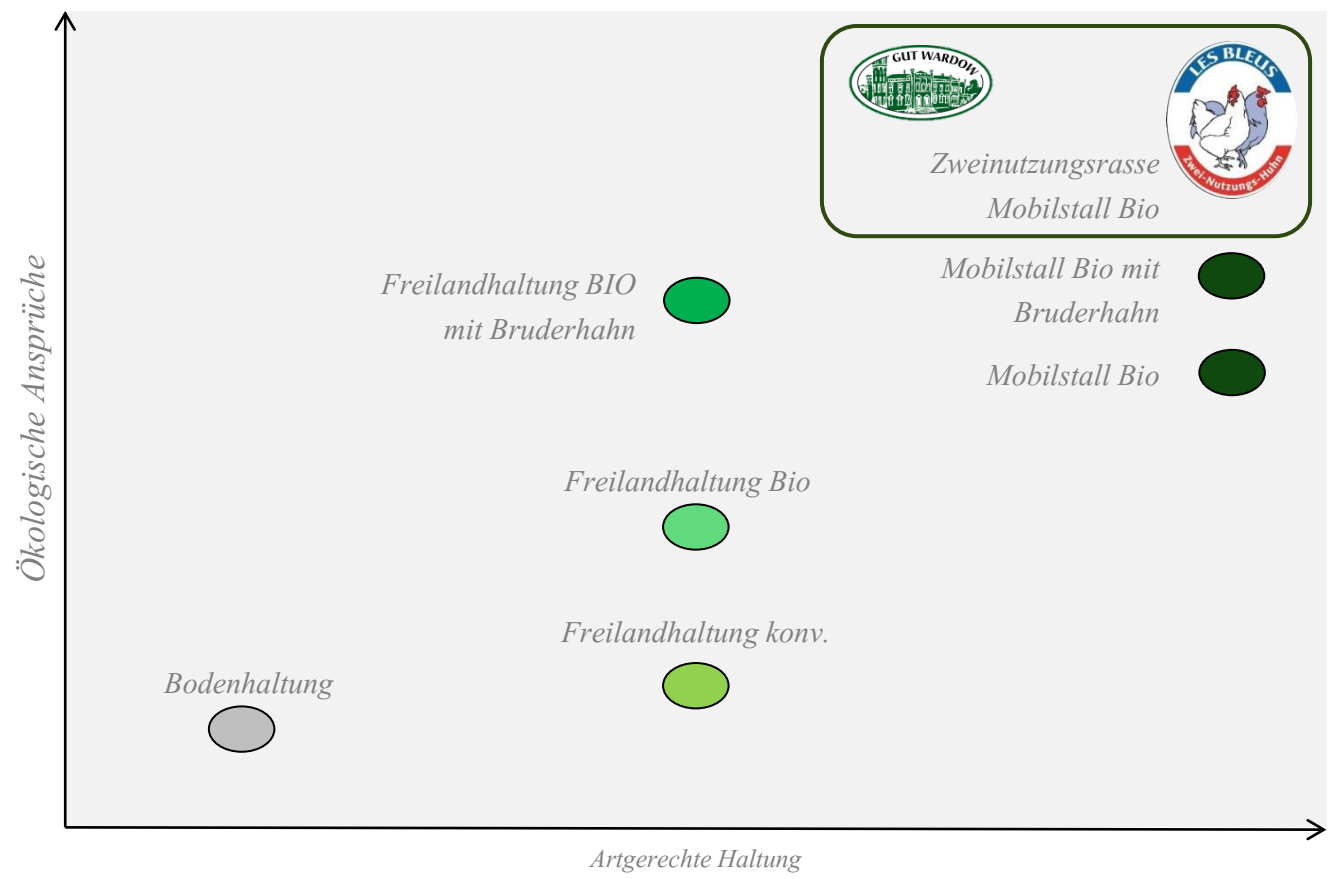 GUT WARDOW
LES BLEUS
Zwei-Nutzungs-Huhn
Zweinutzungsrasse
Mobilstall Bio
Mobilstall Bio mit
Bruderhahn
Freilandhaltung BIO
mit Bruderhahn
Mobilstall Bio
Freilandhaltung Bio
Freilandhaltung konv.
Bodenhaltung
Ökologische Ansprüche
Artgerechte Haltung